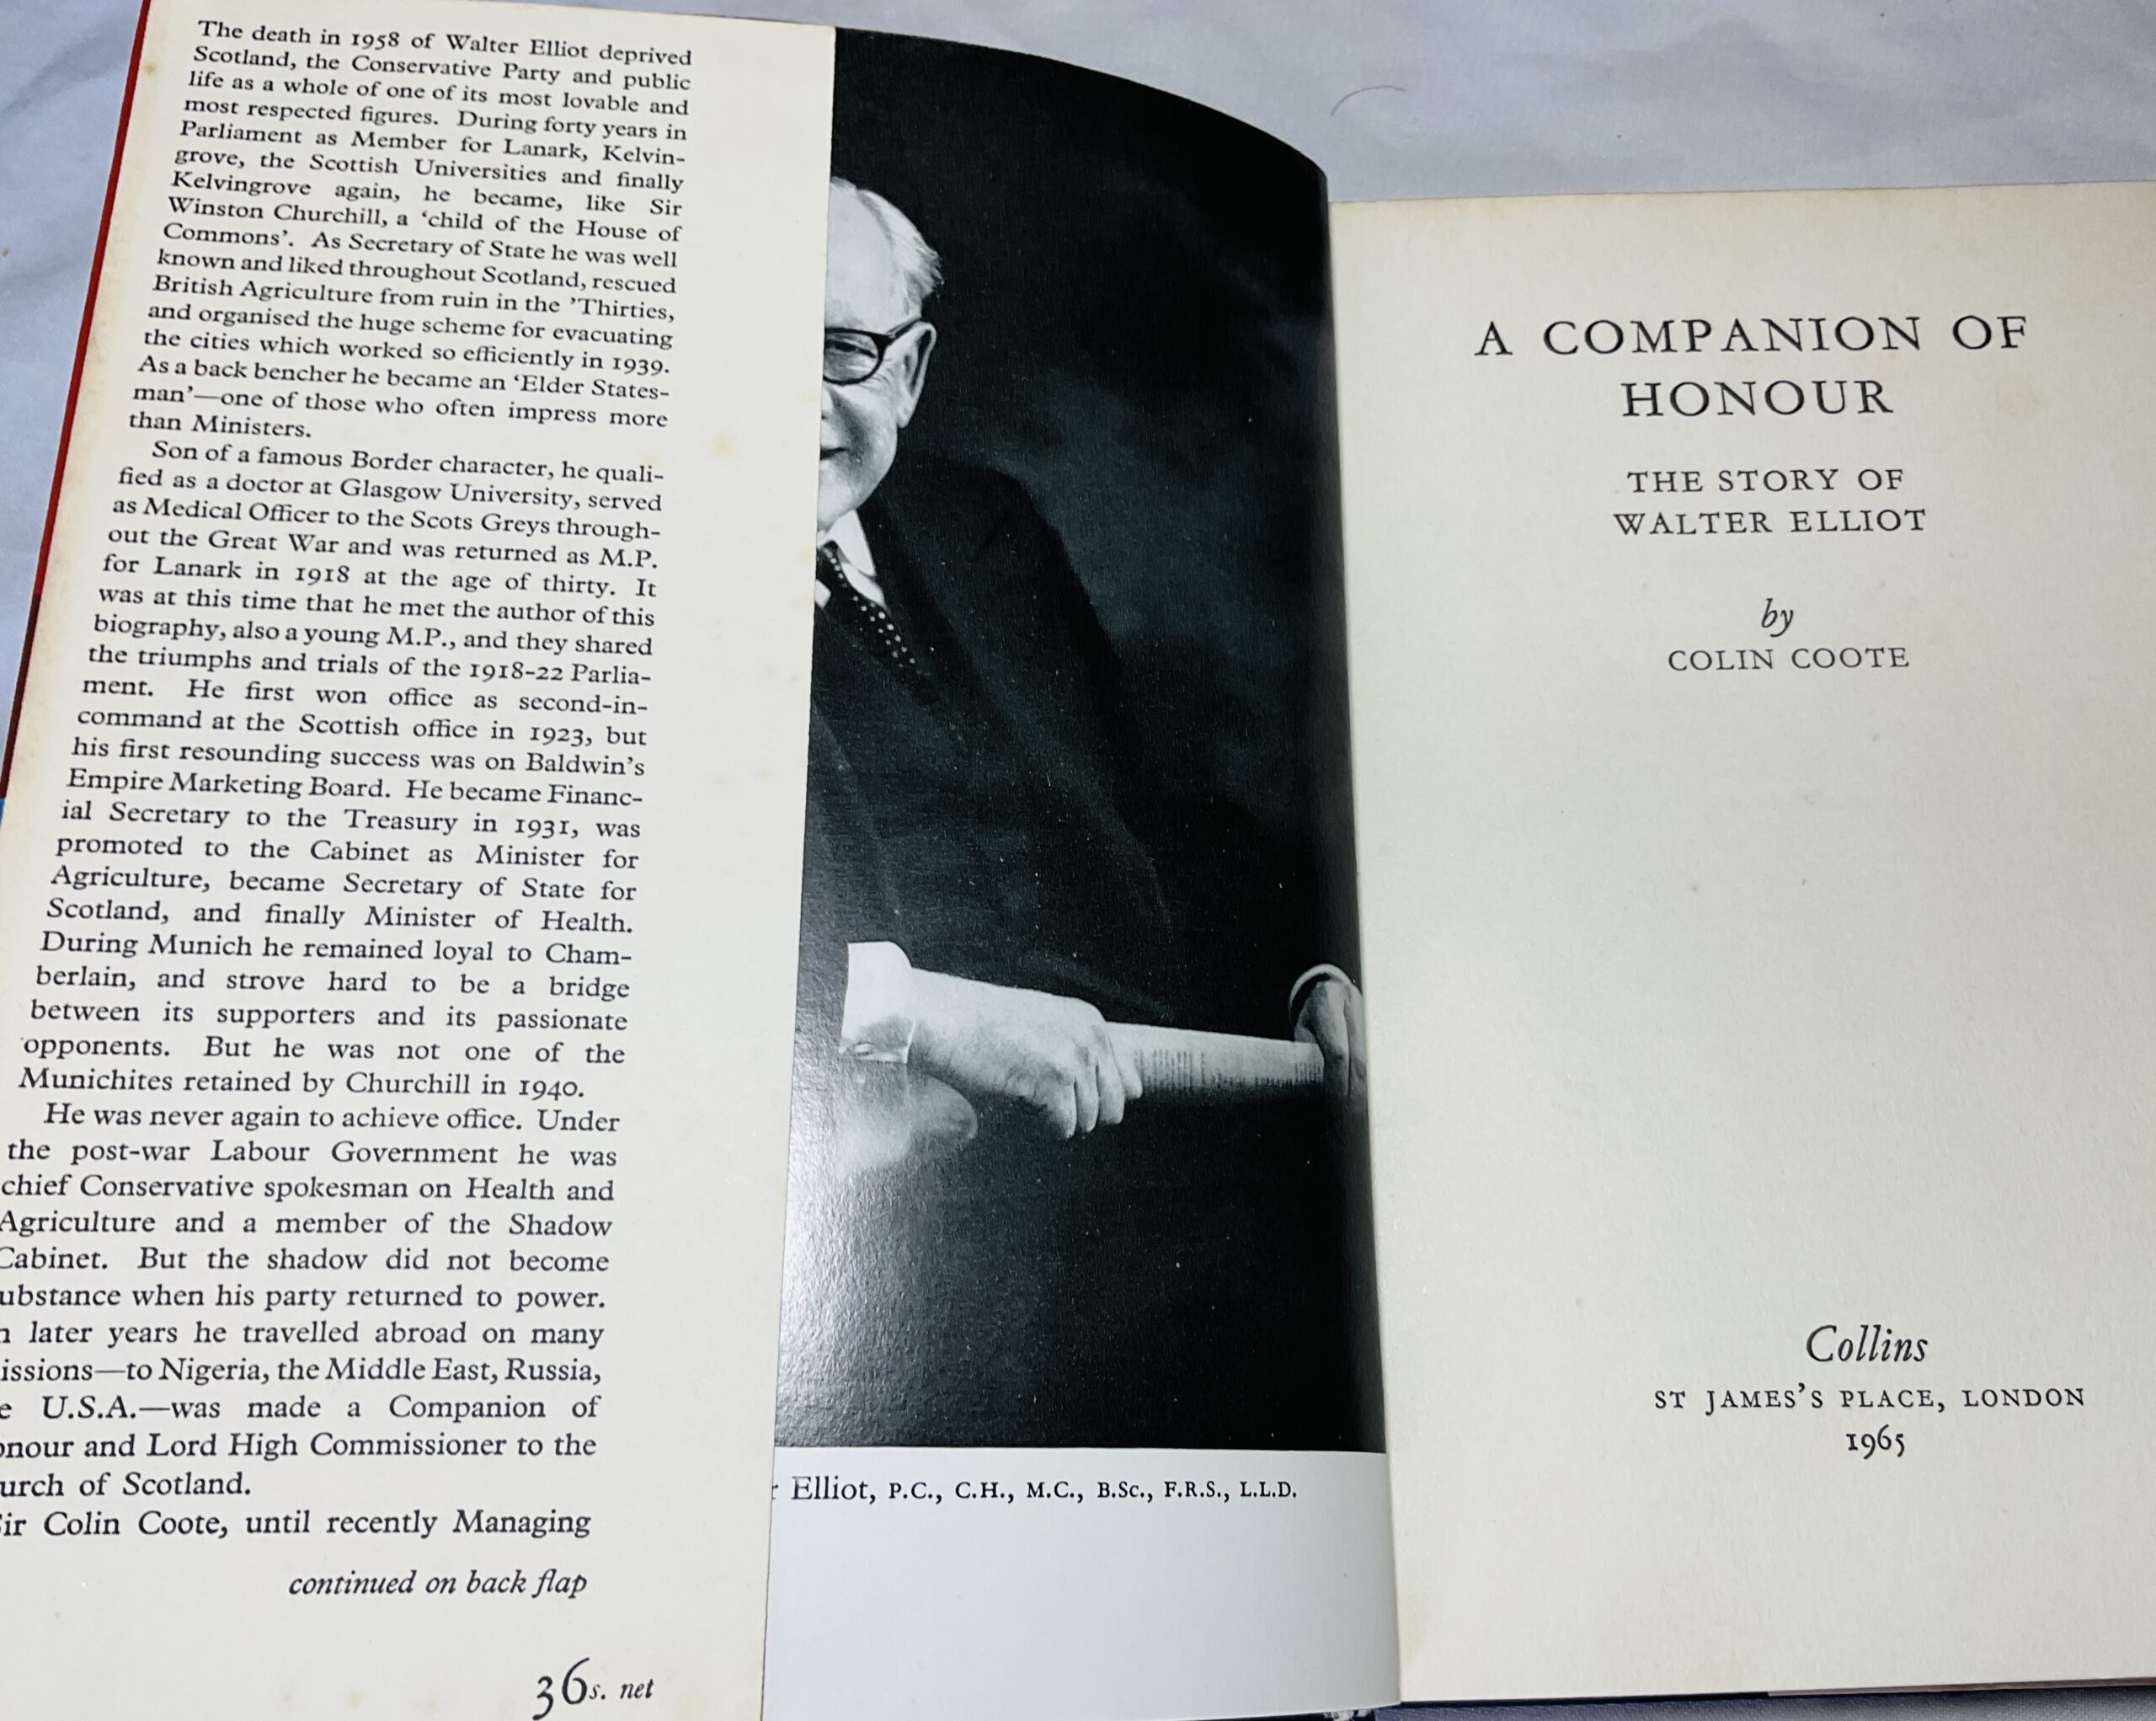 The death in 1958 of Walter Elliot deprived
Scotland, the Conservative Party and public
life as a whole of one of its most lovable and
most respected figures. During forty years in
Parliament as Member for Lanark, Kelvin-
grove, the Scottish Universities and finally
Kelvingrove again, he became, like Sir
Winston Churchill, a ‘child of the House of
Commons’. As Secretary of State he was well
known and liked throughout Scotland, rescued
British Agriculture from ruin in the ’Thirties,
and organised the huge scheme for evacuating
the cities which worked so efficiently in 1939.
As a back bencher he became an ‘Elder States-
man’—one of those who often impress more
than Ministers.
Son of a famous Border character, he quali-
fied as a doctor at Glasgow University, served
as Medical Officer to the Scots Greys through-
out the Great War and was returned as M.P.
for Lanark in 1918 at the age of thirty. It
was at this time that he met the author of this
biography, also a young M.P., and they shared
the triumphs and trials of the 1918-22 Parlia-
ment. He first won office as second-in-
command at the Scottish office in 1923, but
his first resounding success was on Baldwin’s
Empire Marketing Board. He became Financ-
ial Secretary to the Treasury in 1931, was
promoted to the Cabinet as Minister for
Agriculture, became Secretary of State for
Scotland, and finally Minister of Health.
During Munich he remained loyal to Cham-
berlain, and strove hard to be a bridge
between its supporters and its passionate
opponents. But he was not one of the
Munichites retained by Churchill in 1940.
He was never again to achieve office. Under
the post-war Labour Government he was
chief Conservative spokesman on Health and
Agriculture and a member of the Shadow
Cabinet. But the shadow did not become
ubstance when his party returned to power.
n later years he travelled abroad on many
issions—to Nigeria, the Middle East, Russia,
e U.S.A.—was made a Companion of
onour and Lord High Commissioner to the
urch of Scotland.
Sir Colin Coote, until recently Managing
continued on back flap
36s. net
r Elliot, P.C., C.H., M.C., B.Sc., F.R.S., L.L.D.
A COMPANION OF
HONOUR
THE STORY OF
WALTER ELLIOT
by
COLIN COOTE
Collins
ST JAMES’S PLACE, LONDON
1965